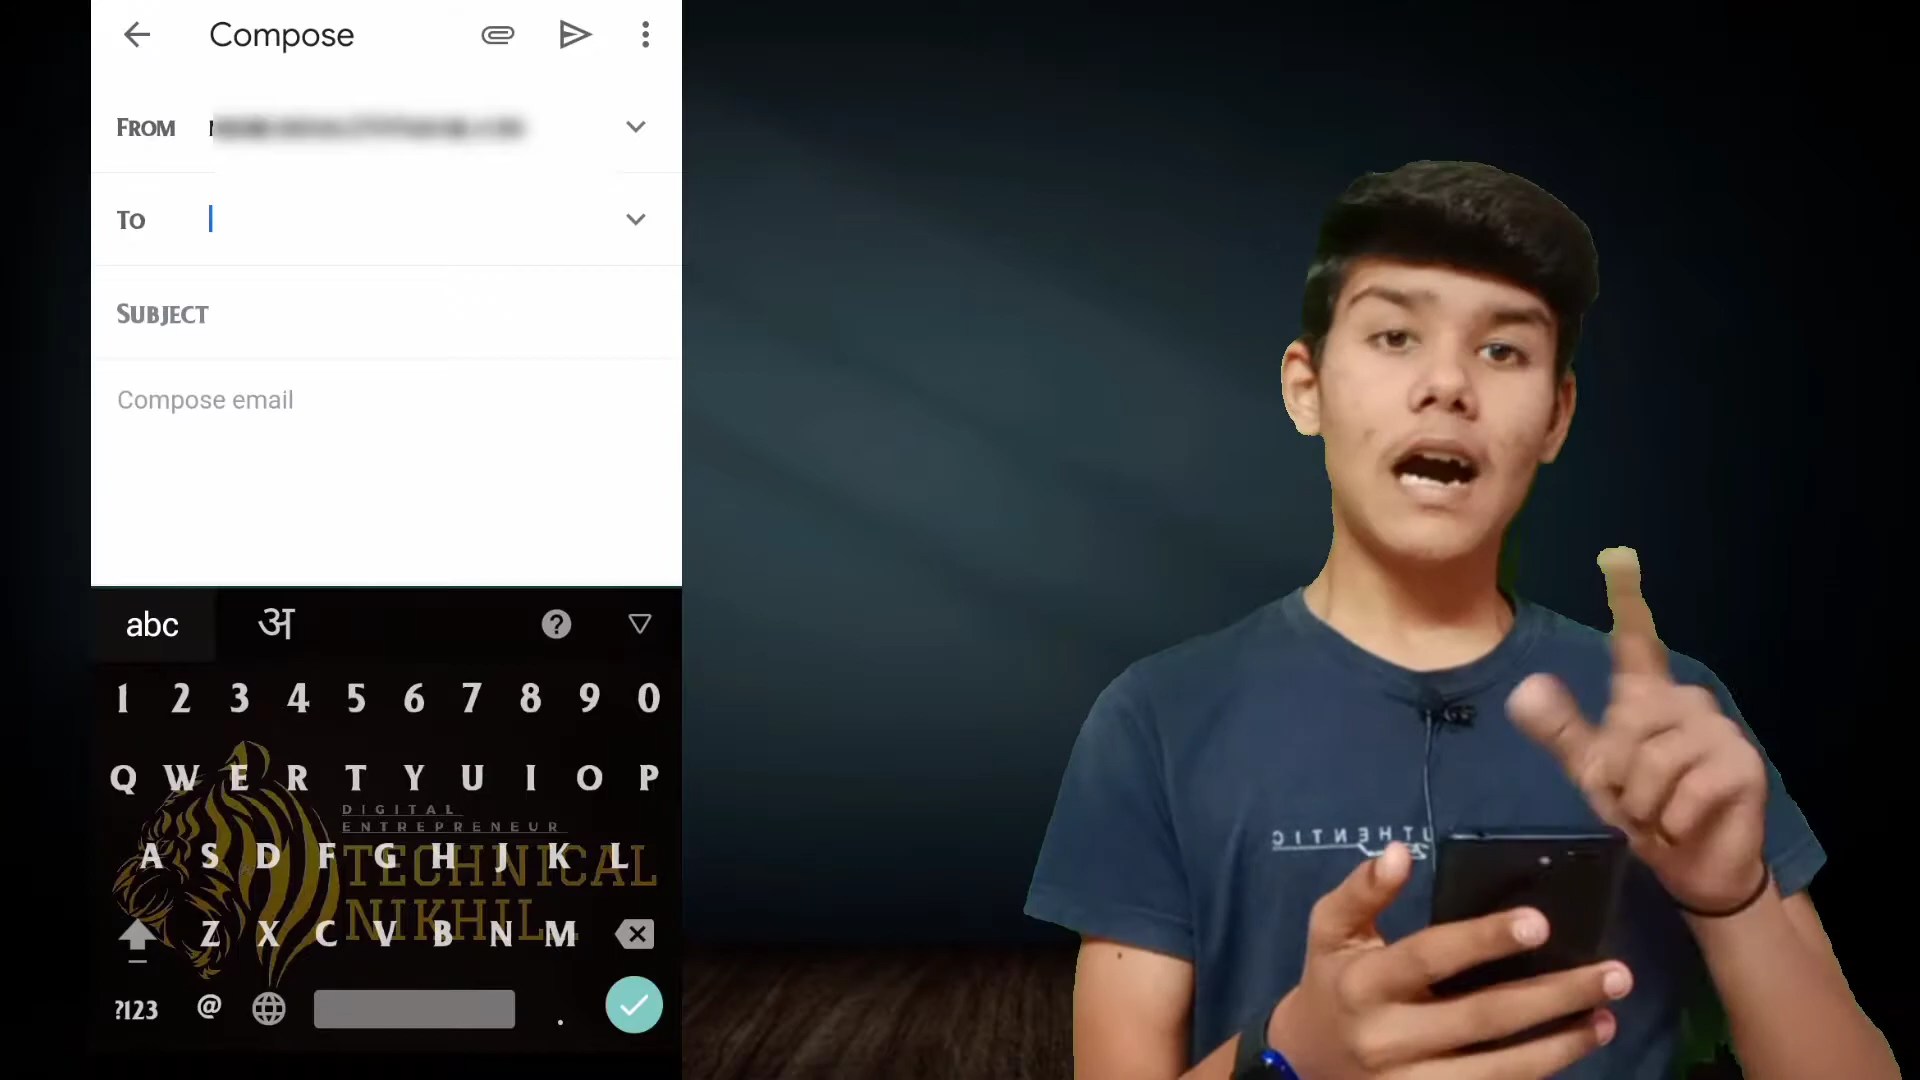 Compose
FROM
TO
SUBJECT
Compose email
abc अ ?
1 2 3 4 5 6 7 8 9 0
Q W E R T Y U I O P
DIGITAL
ENTREPRENEUR
A S D F G H J K L
TECHNICAL
NIKHIL
Z X C V B N M
?123 @ .
AUTHENTIC